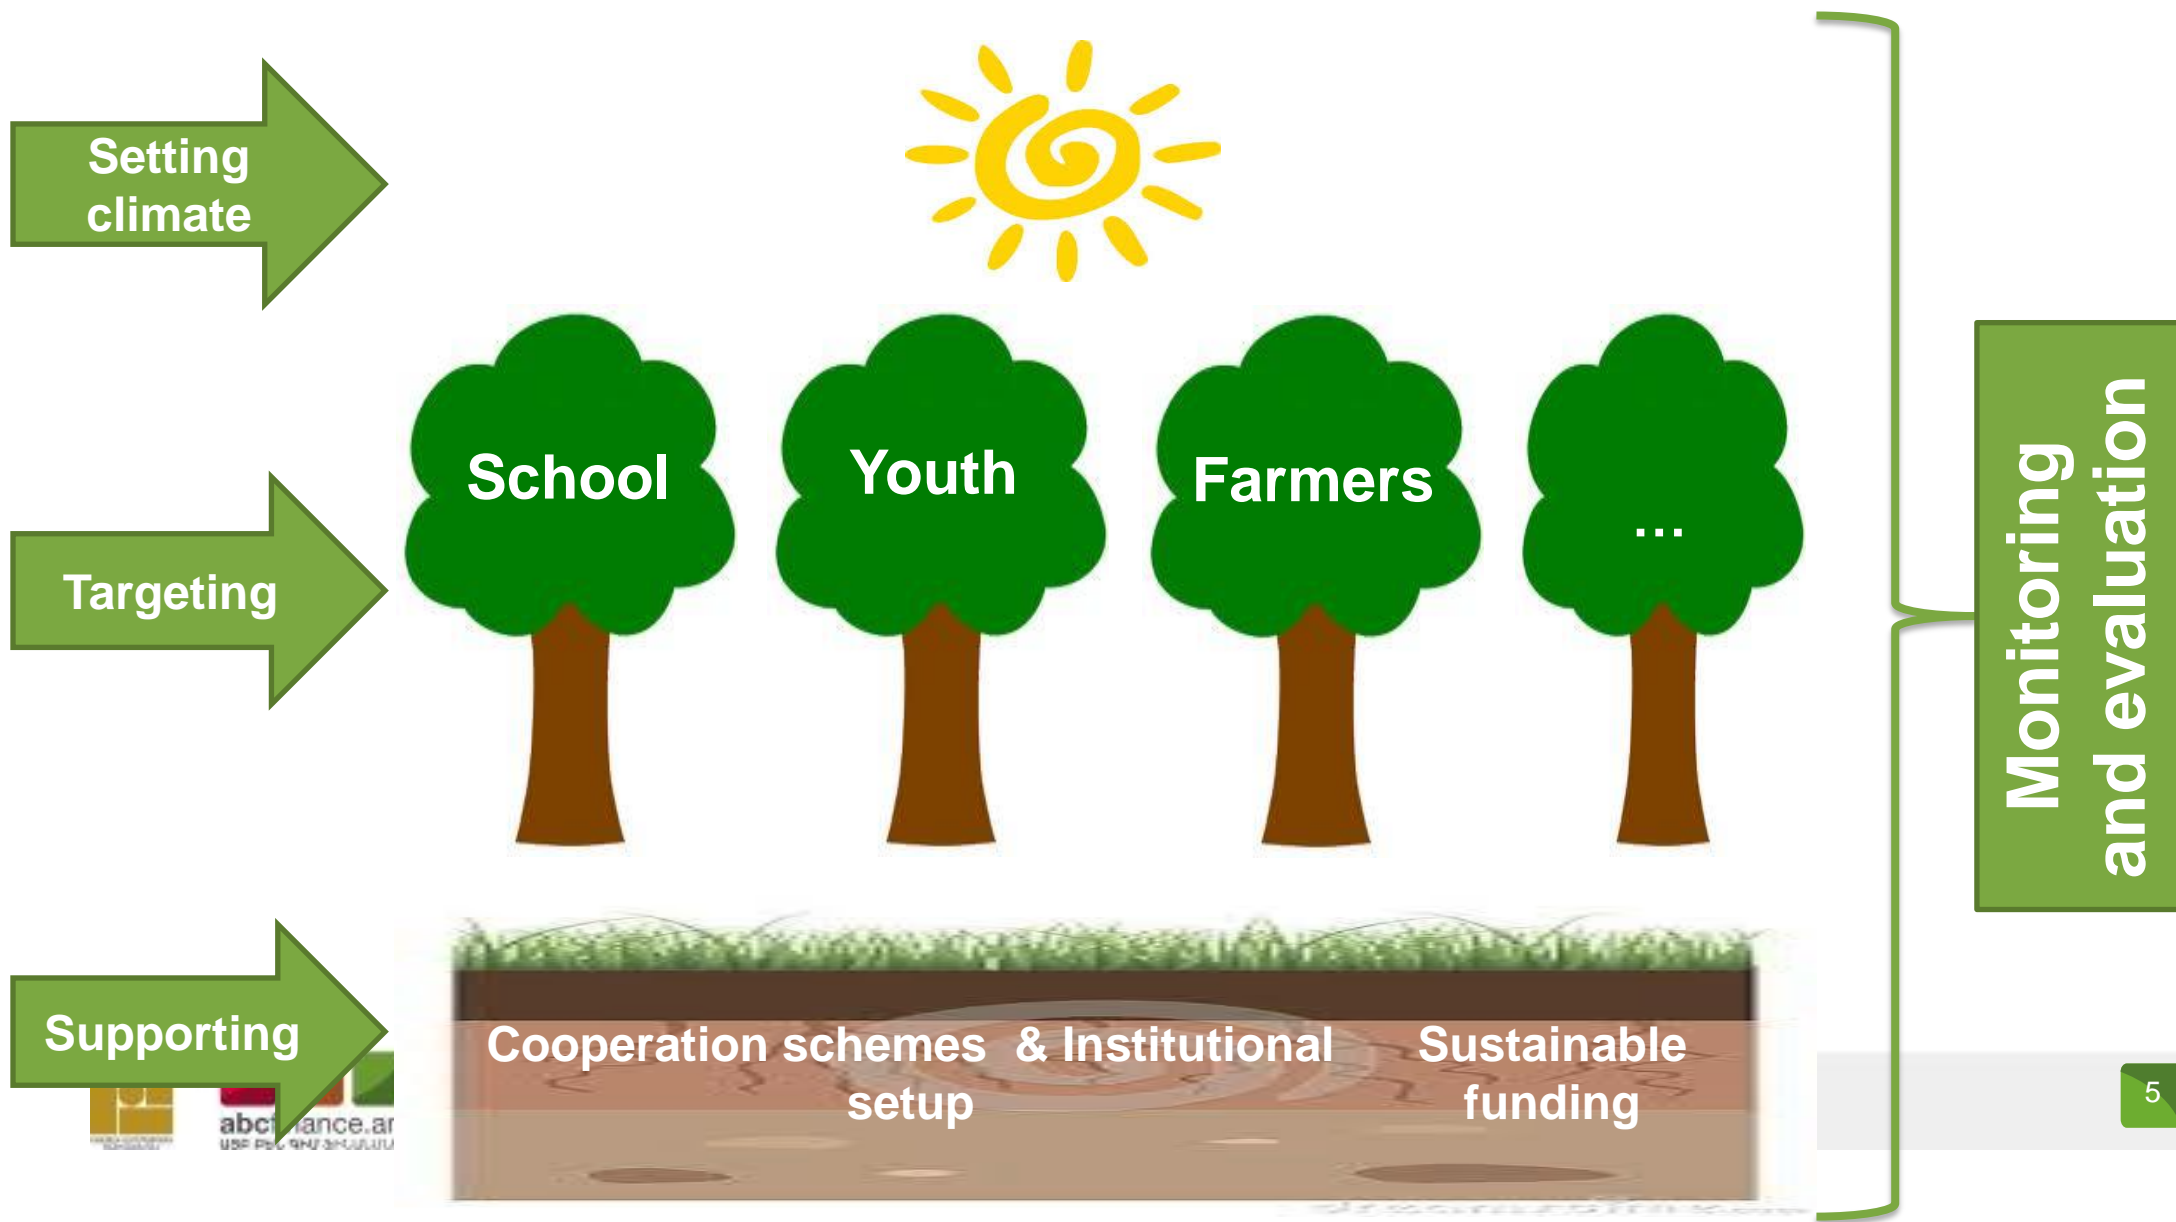 Setting
climate
School
Youth
Farmers
...
Targeting
Monitoring
and evaluation
Supporting
Cooperation schemes & Institutional
setup
Sustainable
funding
5